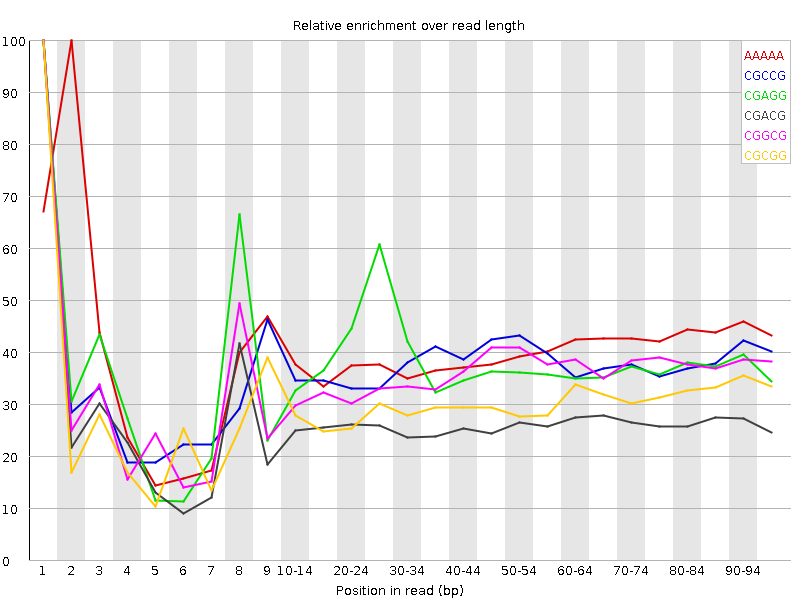 Relative enrichment over read length
100
90
80
70
60
50
40
30
20
10
0
AAAAA
CGCCG
CGAGG
CGACG
CGGCG
CGCGG
1 2 3 4 5 6 7 8 9 10-14 20-24 30-34 40-44 50-54 60-64 70-74 80-84 90-94
Position in read (bp)